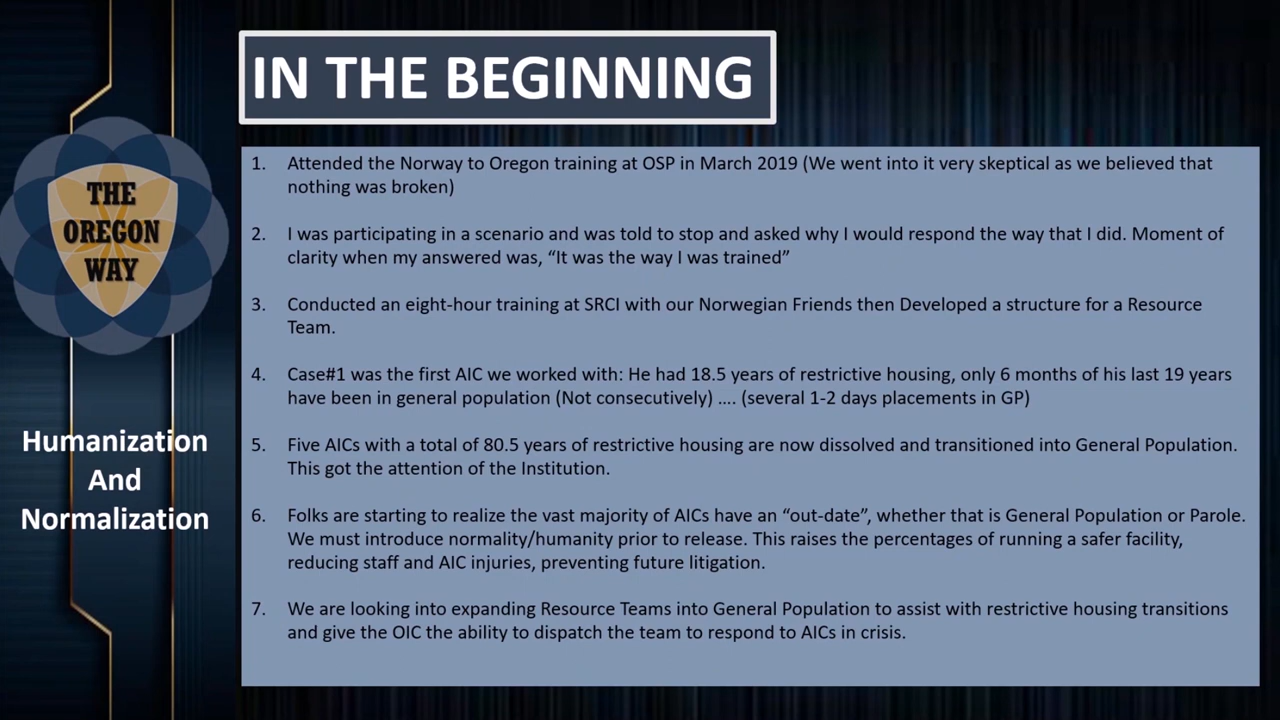 IN THE BEGINNING
THE
OREGON
WAY
Humanization
And
Normalization
1. Attended the Norway to Oregon training at OSP in March 2019 (We went into it very skeptical as we believed that
nothing was broken)
2. I was participating in a scenario and was told to stop and asked why I would respond the way that I did. Moment of
clarity when my answered was, “It was the way I was trained”
3. Conducted an eight-hour training at SRCI with our Norwegian Friends then Developed a structure for a Resource
Team.
4. Case#1 was the first AIC we worked with: He had 18.5 years of restrictive housing, only 6 months of his last 19 years
have been in general population (Not consecutively) .... (several 1-2 days placements in GP)
5. Five AICs with a total of 80.5 years of restrictive housing are now dissolved and transitioned into General Population.
This got the attention of the Institution.
6. Folks are starting to realize the vast majority of AICs have an “out-date”, whether that is General Population or Parole.
We must introduce normality/humanity prior to release. This raises the percentages of running a safer facility,
reducing staff and AIC injuries, preventing future litigation.
7. We are looking into expanding Resource Teams into General Population to assist with restrictive housing transitions
and give the OIC the ability to dispatch the team to respond to AICs in crisis.